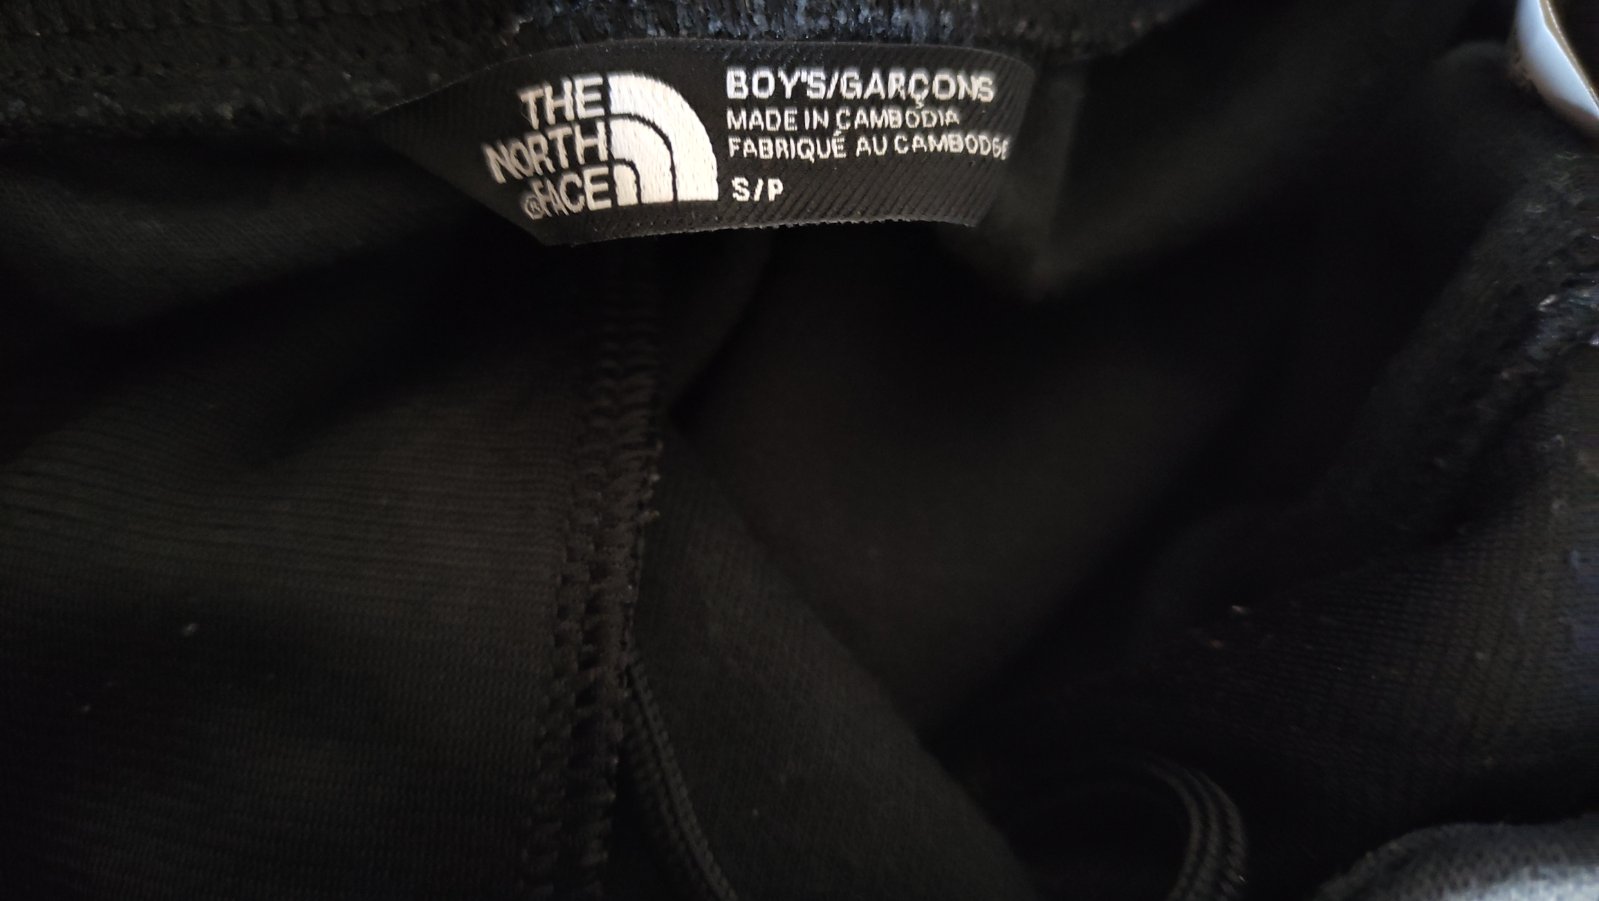 THE
NORTH
®FACE
BOY'S/GARÇONS
MADE IN CAMBODIA
FABRIQUÉ AU CAMBODGE
S/P